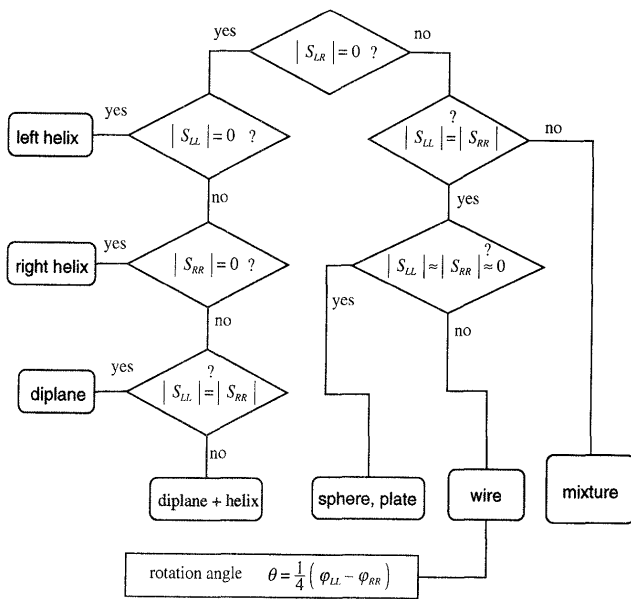 yes
| S_LR | = 0 ?
no
yes
| S_LL | = 0 ?
left helix
?
| S_LL | = | S_RR |
no
no
yes
yes
| S_RR | = 0 ?
right helix
?
| S_LL | ≈ | S_RR | ≈ 0
no
yes
no
yes
?
| S_LL | = | S_RR |
diplane
no
diplane + helix
sphere, plate
wire
mixture
rotation angle θ = 1/4 ( φ_LL − φ_RR )